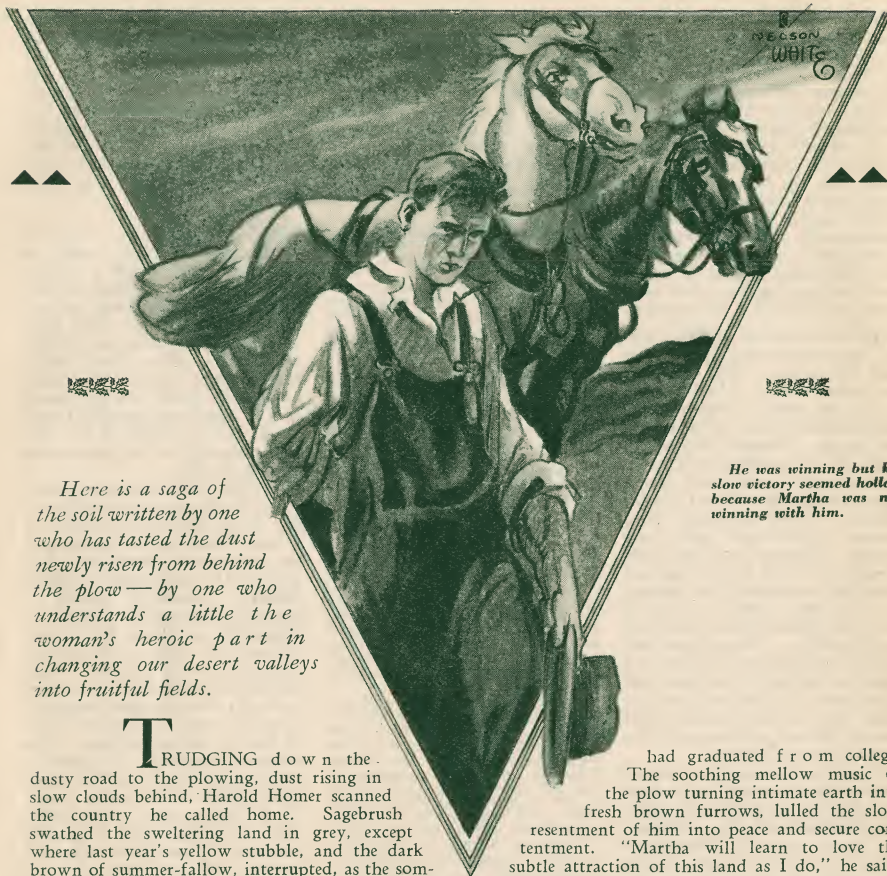 NELSON
WHITE
He was winning but
slow victory seemed
because Martha was
winning with him.
Here is a saga of
the soil written by one
who has tasted the dust
newly risen from behind
the plow—by one who
understands a little the
woman's heroic part in
changing our desert valleys
into fruitful fields.
TRUDGING down the
dusty road to the plowing, dust rising in
slow clouds behind, Harold Homer scanned
the country he called home. Sagebrush
swathed the sweltering land in grey, except
where last year's yellow stubble, and the dark
brown of summer-fallow, interrupted, as the som-
had graduated from
The soothing mellow music
the plow turning intimate earth
fresh brown furrows, lulled the
resentment of him into peace and secure
tentment. "Martha will learn to love
subtle attraction of this land as I do," he